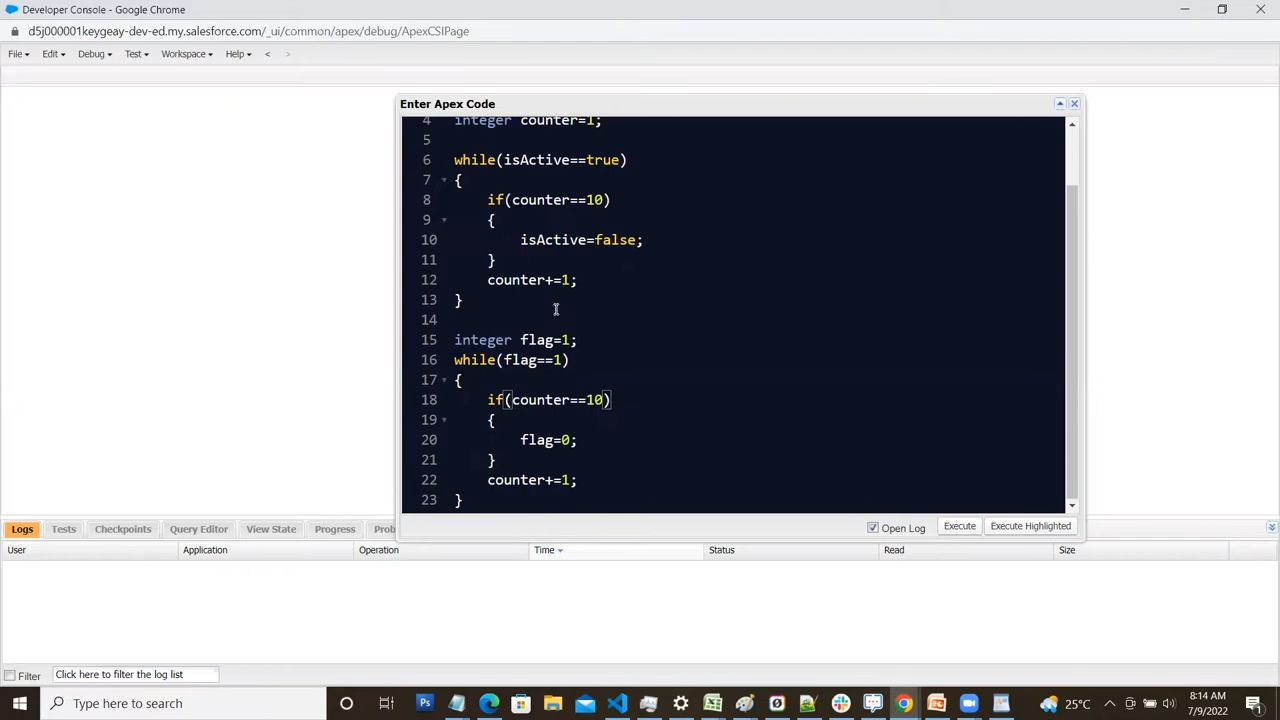 Developer Console - Google Chrome
d5j000001keygeay-dev-ed.my.salesforce.com/_ui/common/apex/debug/ApexCSIPage
File Edit Debug Test Workspace Help < >
Enter Apex Code
4 integer counter=1;
5
6 while(isActive==true)
7 {
8 if(counter==10)
9 {
10 isActive=false;
11 }
12 counter+=1;
13 }
14
15 integer flag=1;
16 while(flag==1)
17 {
18 if(counter==10)
19 {
20 flag=0;
21 }
22 counter+=1;
23 }
Open Log Execute Execute Highlighted
Logs Tests Checkpoints Query Editor View State Progress Prob
User Application Operation Time Status Read Size
Filter Click here to filter the log list
Type here to search
25°C
8:14 AM
7/9/2022